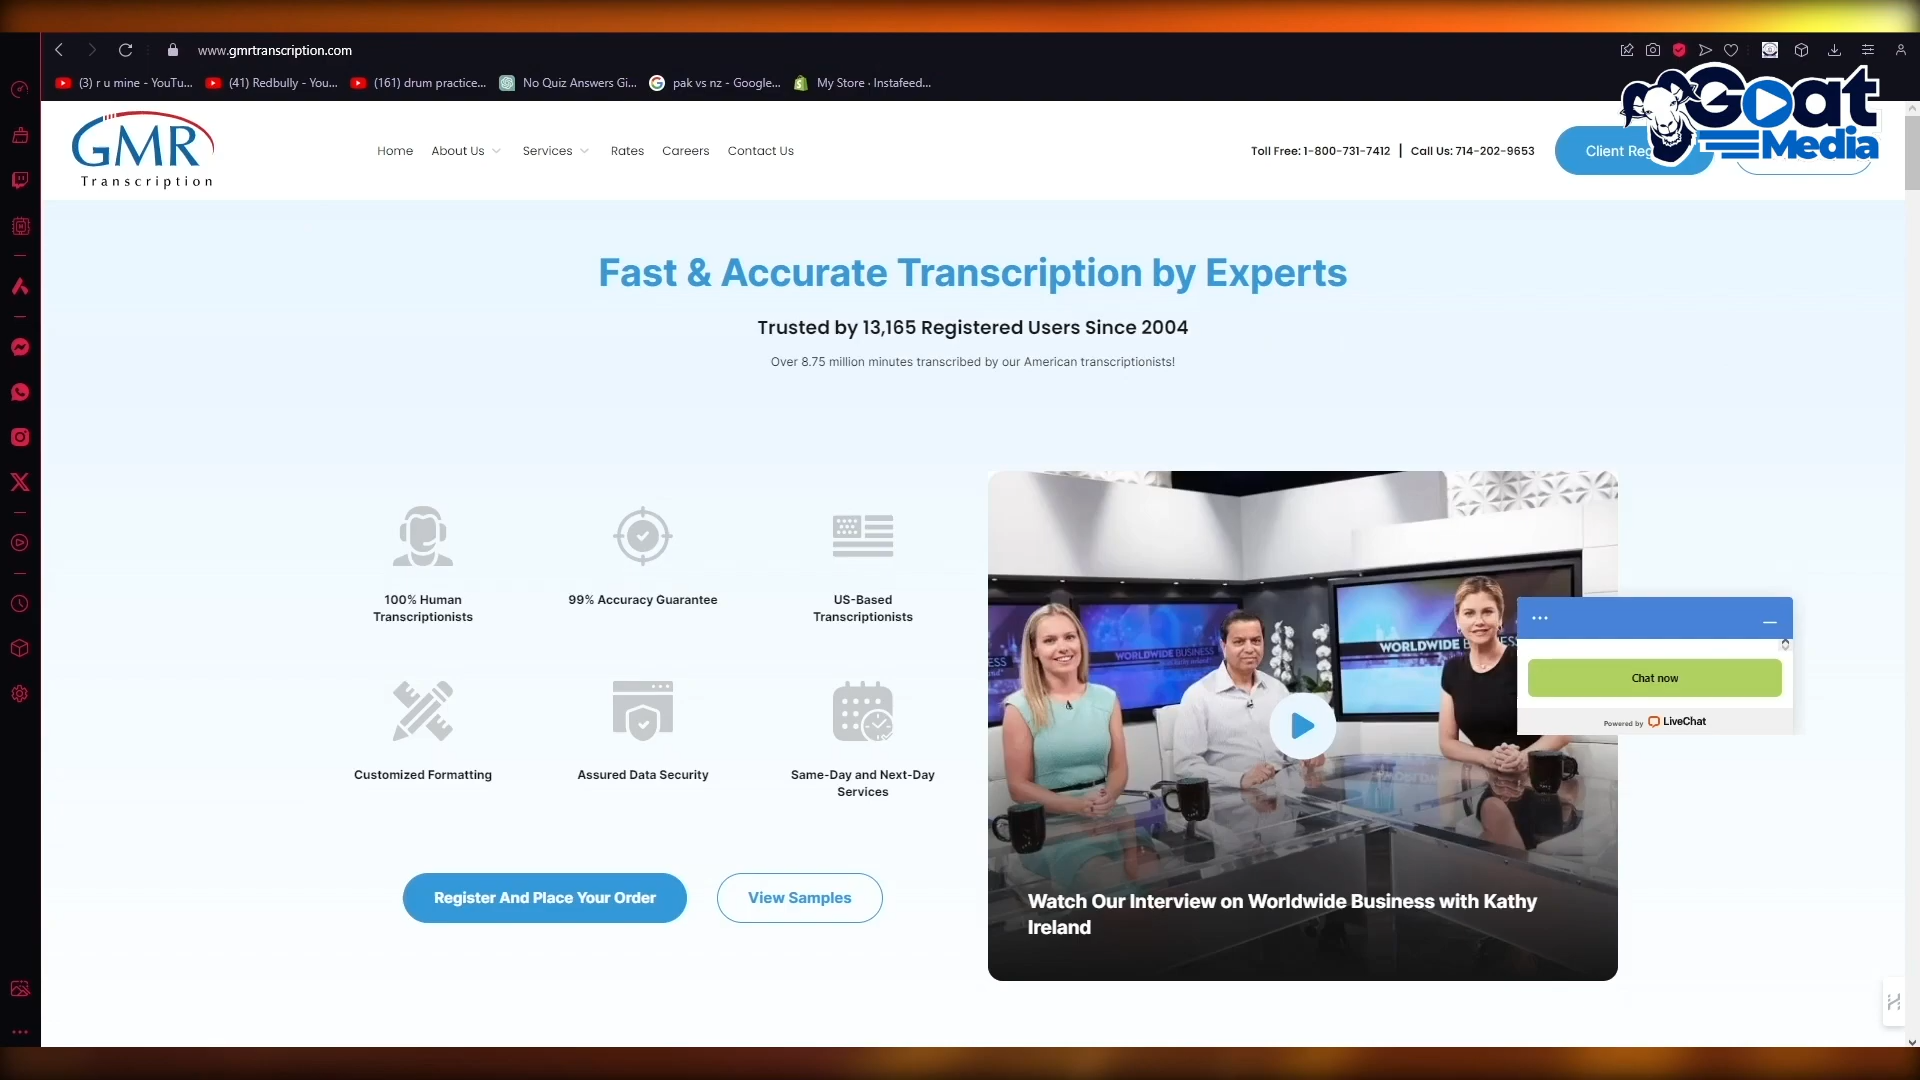 www.gmrtranscription.com
(3) r u mine - YouTu...
(41) Redbully - You...
(161) drum practice...
No Quiz Answers Gi...
pak vs nz - Google...
My Store · Instafeed...
Goat
Media
GMR
Transcription
Home
About Us
Services
Rates
Careers
Contact Us
Toll Free: 1-800-731-7412 | Call Us: 714-202-9653
Client Reg
Fast & Accurate Transcription by Experts
Trusted by 13,165 Registered Users Since 2004
Over 8.75 million minutes transcribed by our American transcriptionists!
100% Human
Transcriptionists
99% Accuracy Guarantee
US-Based
Transcriptionists
Customized Formatting
Assured Data Security
Same-Day and Next-Day
Services
Register And Place Your Order
View Samples
WORLDWIDE BUSINESS
WORLDWIDE B
Watch Our Interview on Worldwide Business with Kathy
Ireland
Chat now
Powered by LiveChat